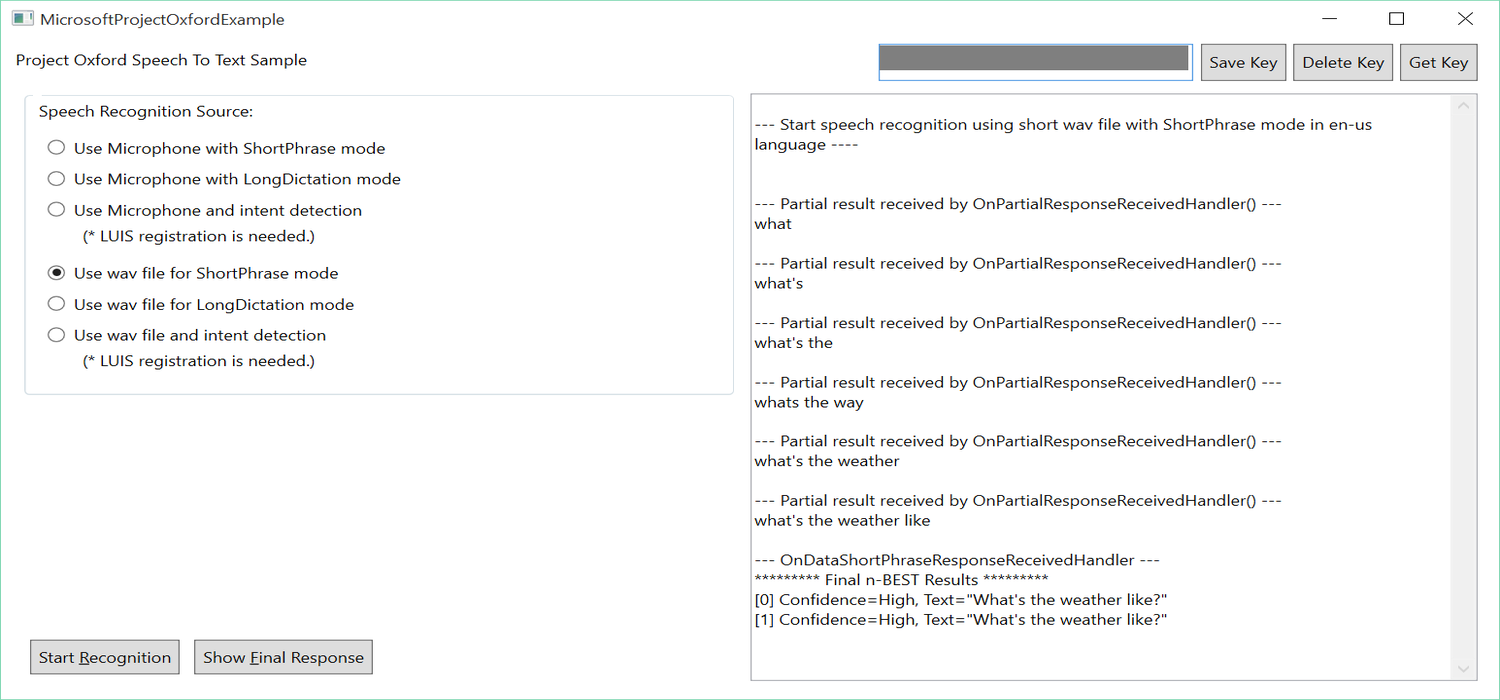 MicrosoftProjectOxfordExample
Project Oxford Speech To Text Sample
Save Key
Delete Key
Get Key
Speech Recognition Source:
Use Microphone with ShortPhrase mode
Use Microphone with LongDictation mode
Use Microphone and intent detection
(* LUIS registration is needed.)
Use wav file for ShortPhrase mode
Use wav file for LongDictation mode
Use wav file and intent detection
(* LUIS registration is needed.)
Start Recognition
Show Final Response
--- Start speech recognition using short wav file with ShortPhrase mode in en-us
language ----
--- Partial result received by OnPartialResponseReceivedHandler() ---
what
--- Partial result received by OnPartialResponseReceivedHandler() ---
what's
--- Partial result received by OnPartialResponseReceivedHandler() ---
what's the
--- Partial result received by OnPartialResponseReceivedHandler() ---
whats the way
--- Partial result received by OnPartialResponseReceivedHandler() ---
what's the weather
--- Partial result received by OnPartialResponseReceivedHandler() ---
what's the weather like
--- OnDataShortPhraseResponseReceivedHandler ---
********* Final n-BEST Results *********
[0] Confidence=High, Text="What's the weather like?"
[1] Confidence=High, Text="What's the weather like?"